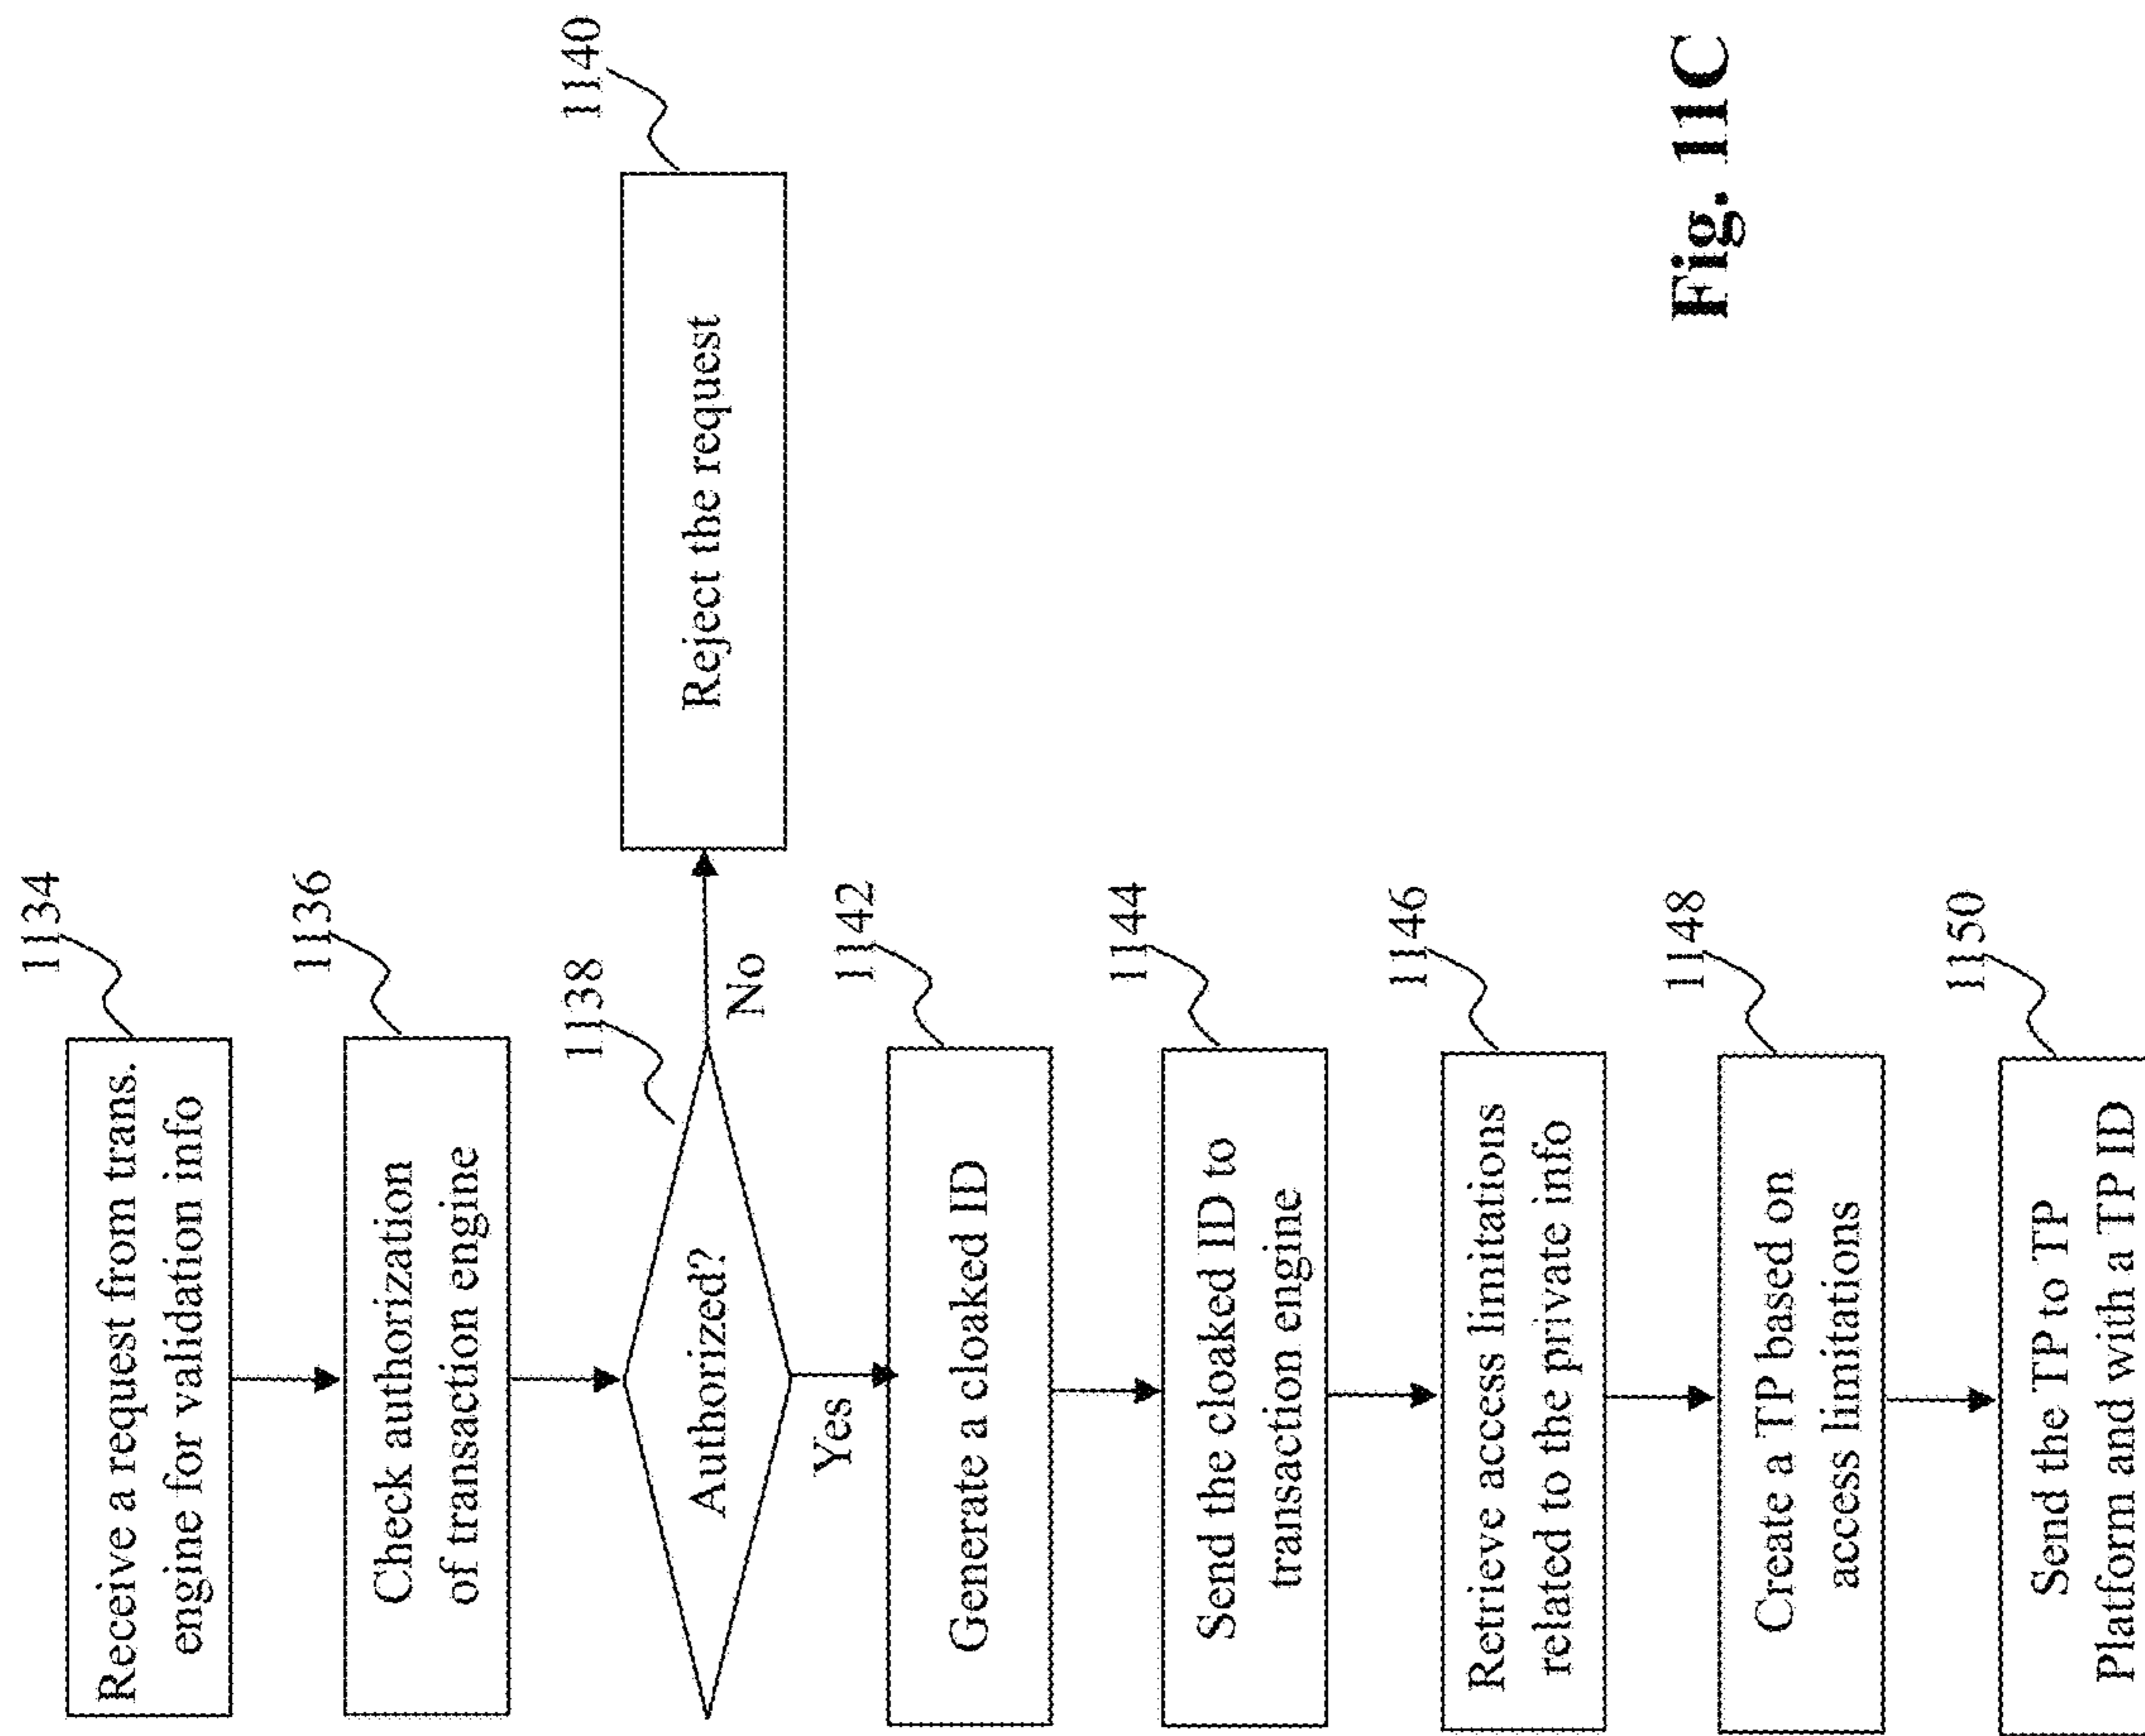 1134
Receive a request from trans.
engine for validation info
1136
Check authorization
of transaction engine
1138
Authorized?
No
1140
Reject the request
Yes
1142
Generate a cloaked ID
1144
Send the cloaked ID to
transaction engine
1146
Retrieve access limitations
related to the private info
1148
Create a TP based on
access limitations
1150
Send the TP to TP
Platform and with a TP ID
Fig. 11C